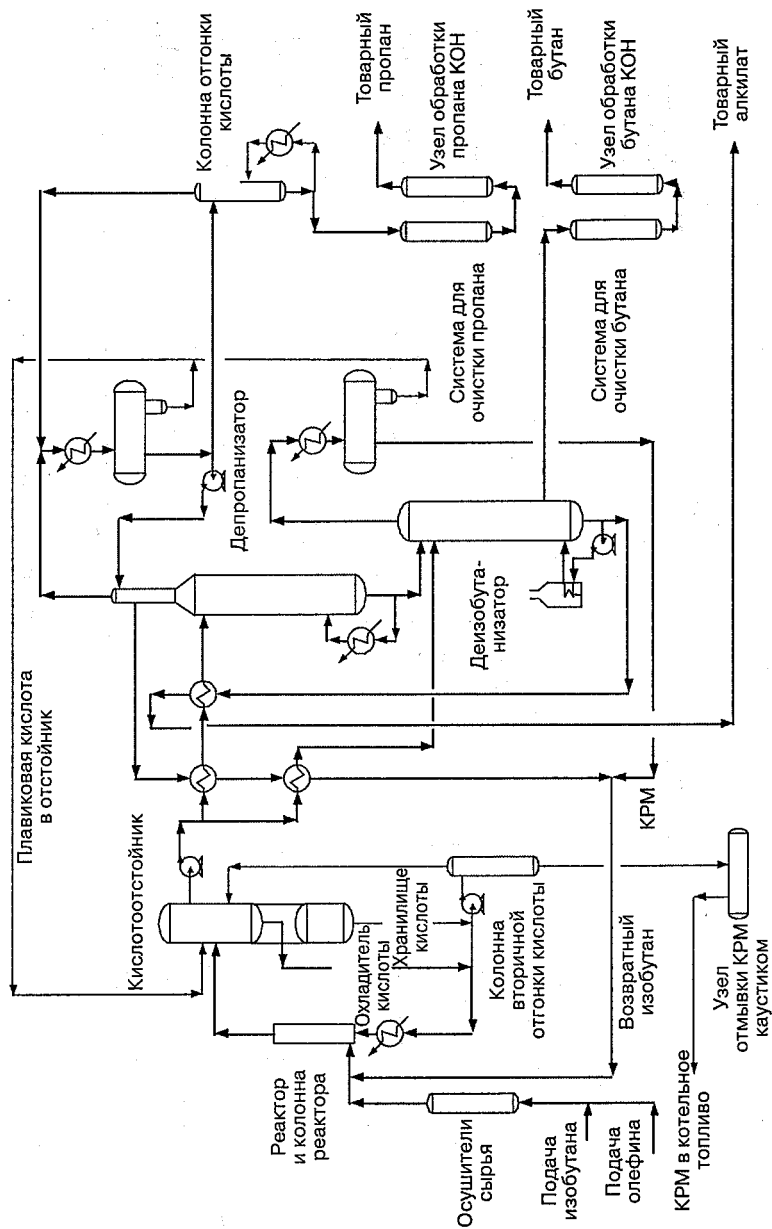 Плавиковая кислота
в отстойник
Колонна отгонки
кислоты
Товарный
пропан
Узел обработки
пропана КОН
Товарный
бутан
Узел обработки
бутана КОН
Товарный
алкилат
Депропанизатор
Система для
очистки пропана
Система для
очистки бутана
Деизобута-
низатор
Кислотоотстойник
КРМ
Реактор
и колонна
реактора
Охладитель
кислоты
Хранилище
кислоты
Колонна
вторичной
отгонки кислоты
Возвратный
изобутан
Узел
отмывки КРМ
каустиком
Осушители
сырья
Подача
изобутана
Подача
олефина
КРМ в котельное
топливо